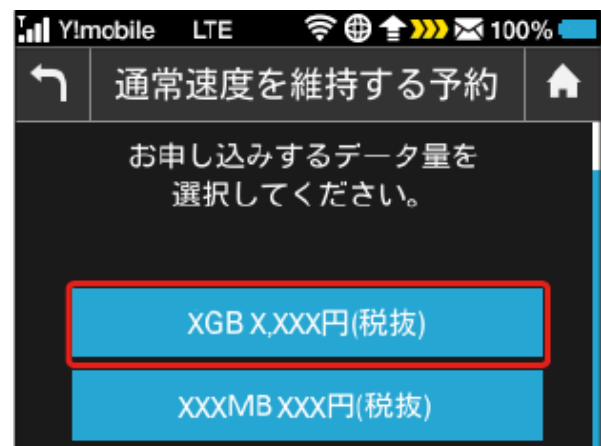 Y!mobile LTE 100%
通常速度を維持する予約
お申し込みするデータ量を
選択してください。
XGB X,XXX円(税抜)
XXXMB XXX円(税抜)